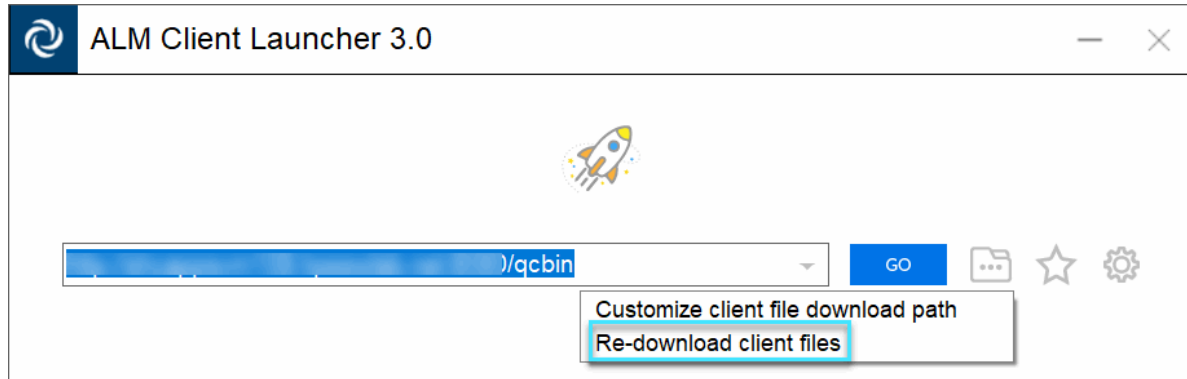 ALM Client Launcher 3.0
/qcbin
GO
Customize client file download path
Re-download client files